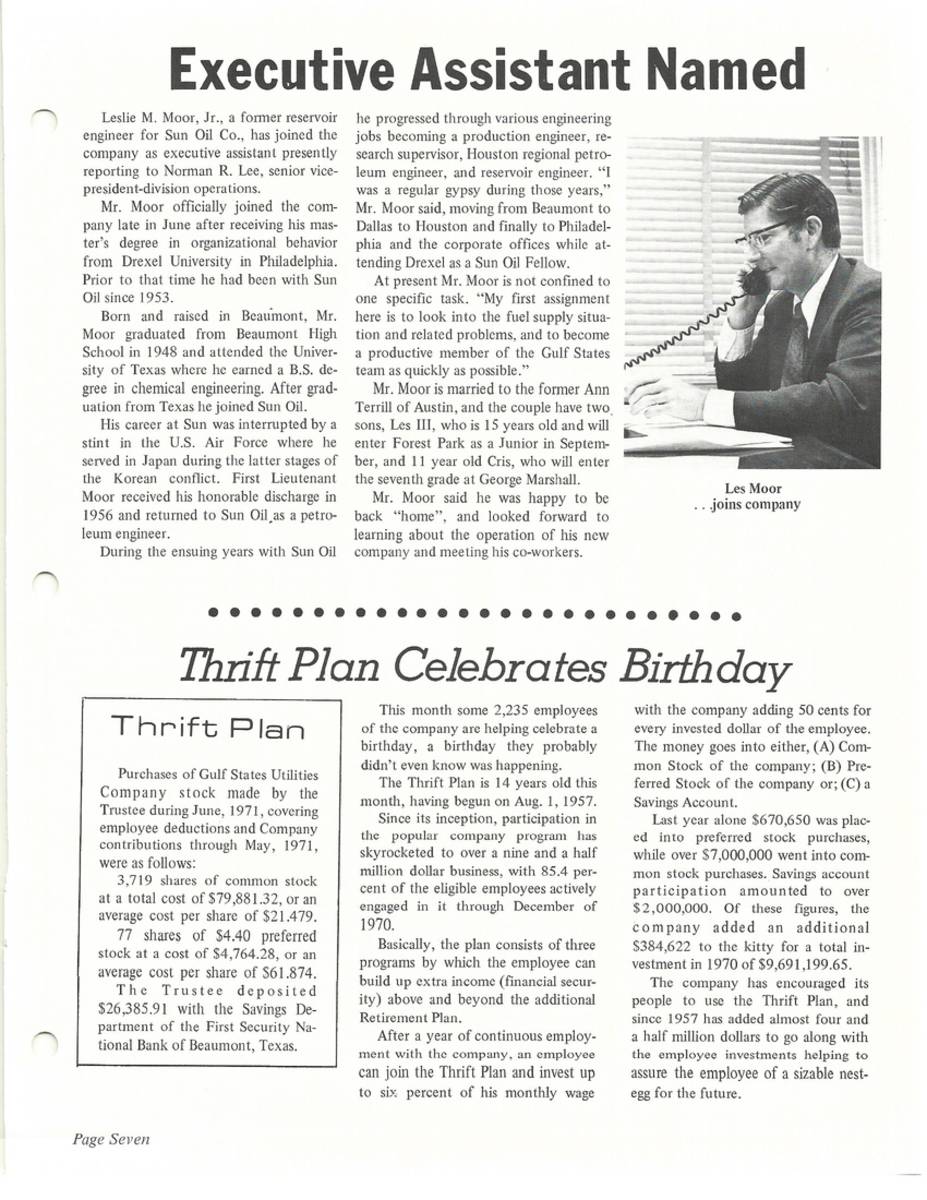 Executive Assistant Named
Leslie M. Moor, Jr., a former reservoir
engineer for Sun Oil Co., has joined the
company as executive assistant presently
reporting to Norman R. Lee, senior vice-
president-division operations.
Mr. Moor officially joined the com-
pany late in June after receiving his mas-
ter's degree in organizational behavior
from Drexel University in Philadelphia.
Prior to that time he had been with Sun
Oil since 1953.
Born and raised in Beaumont, Mr.
Moor graduated from Beaumont High
School in 1948 and attended the Univer-
sity of Texas where he earned a B.S. de-
gree in chemical engineering. After grad-
uation from Texas he joined Sun Oil.
His career at Sun was interrupted by a
stint in the U.S. Air Force where he
served in Japan during the latter stages of
the Korean conflict. First Lieutenant
Moor received his honorable discharge in
1956 and returned to Sun Oil as a petro-
leum engineer.
During the ensuing years with Sun Oil
he progressed through various engineering
jobs becoming a production engineer, re-
search supervisor, Houston regional petro-
leum engineer, and reservoir engineer. “I
was a regular gypsy during those years,”
Mr. Moor said, moving from Beaumont to
Dallas to Houston and finally to Philadel-
phia and the corporate offices while at-
tending Drexel as a Sun Oil Fellow.
At present Mr. Moor is not confined to
one specific task. “My first assignment
here is to look into the fuel supply situa-
tion and related problems, and to become
a productive member of the Gulf States
team as quickly as possible.”
Mr. Moor is married to the former Ann
Terrill of Austin, and the couple have two
sons, Les III, who is 15 years old and will
enter Forest Park as a Junior in Septem-
ber, and 11 year old Cris, who will enter
the seventh grade at George Marshall.
Mr. Moor said he was happy to be
back “home”, and looked forward to
learning about the operation of his new
company and meeting his co-workers.
Les Moor
. . .joins company
Thrift Plan Celebrates Birthday
Thrift Plan
Purchases of Gulf States Utilities
Company stock made by the
Trustee during June, 1971, covering
employee deductions and Company
contributions through May, 1971,
were as follows:
3,719 shares of common stock
at a total cost of $79,881.32, or an
average cost per share of $21.479.
77 shares of $4.40 preferred
stock at a cost of $4,764.28, or an
average cost per share of $61.874.
The Trustee deposited
$26,385.91 with the Savings De-
partment of the First Security Na-
tional Bank of Beaumont, Texas.
This month some 2,235 employees
of the company are helping celebrate a
birthday, a birthday they probably
didn't even know was happening.
The Thrift Plan is 14 years old this
month, having begun on Aug. 1, 1957.
Since its inception, participation in
the popular company program has
skyrocketed to over a nine and a half
million dollar business, with 85.4 per-
cent of the eligible employees actively
engaged in it through December of
1970.
Basically, the plan consists of three
programs by which the employee can
build up extra income (financial secur-
ity) above and beyond the additional
Retirement Plan.
After a year of continuous employ-
ment with the company, an employee
can join the Thrift Plan and invest up
to six percent of his monthly wage
with the company adding 50 cents for
every invested dollar of the employee.
The money goes into either, (A) Com-
mon Stock of the company; (B) Pre-
ferred Stock of the company or; (C) a
Savings Account.
Last year alone $670,650 was plac-
ed into preferred stock purchases,
while over $7,000,000 went into com-
mon stock purchases. Savings account
participation amounted to over
$2,000,000. Of these figures, the
company added an additional
$384,622 to the kitty for a total in-
vestment in 1970 of $9,691,199.65.
The company has encouraged its
people to use the Thrift Plan, and
since 1957 has added almost four and
a half million dollars to go along with
the employee investments helping to
assure the employee of a sizable nest-
egg for the future.
Page Seven